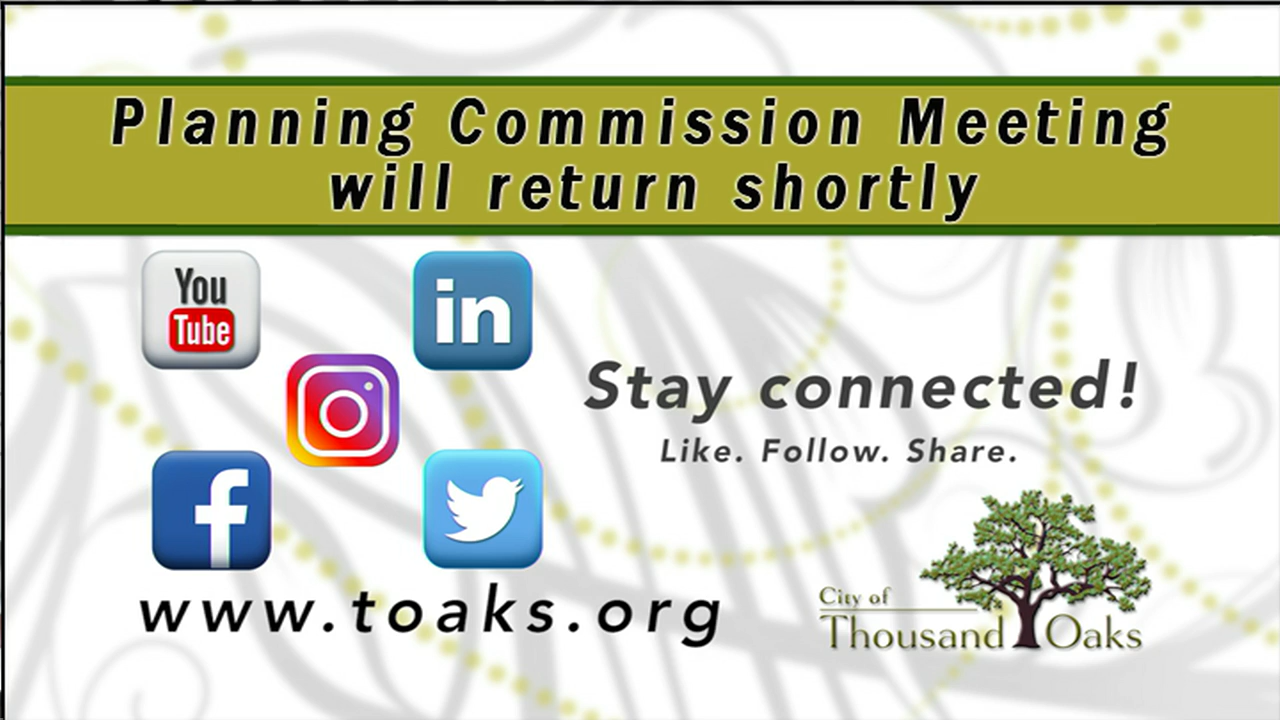 Planning Commission Meeting
will return shortly
You
Tube
in
Stay connected!
Like. Follow. Share.
f
www.toaks.org
City of
Thousand Oaks